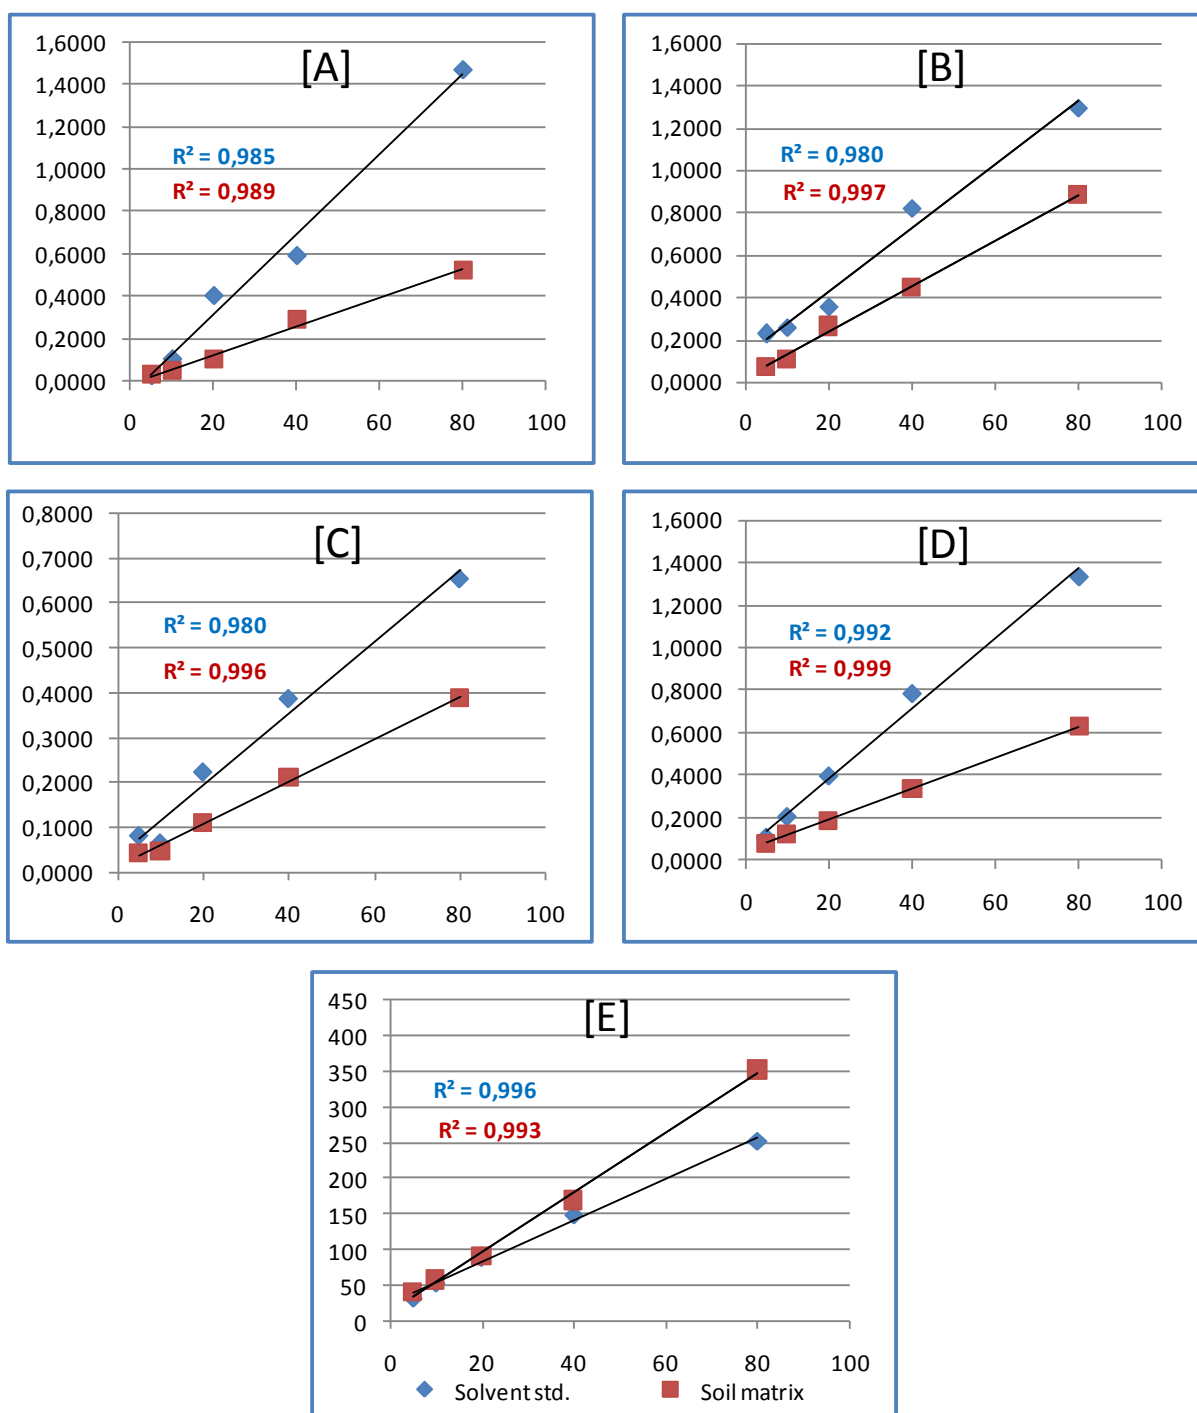 [A]
1,6000
1,4000
1,2000
1,0000
0,8000
0,6000
0,4000
0,2000
0,0000
R² = 0,985
R² = 0,989
0 20 40 60 80 100
[B]
1,6000
1,4000
1,2000
1,0000
0,8000
0,6000
0,4000
0,2000
0,0000
R² = 0,980
R² = 0,997
0 20 40 60 80 100
[C]
0,8000
0,7000
0,6000
0,5000
0,4000
0,3000
0,2000
0,1000
0,0000
R² = 0,980
R² = 0,996
0 20 40 60 80 100
[D]
1,6000
1,4000
1,2000
1,0000
0,8000
0,6000
0,4000
0,2000
0,0000
R² = 0,992
R² = 0,999
0 20 40 60 80 100
[E]
450
400
350
300
250
200
150
100
50
0
R² = 0,996
R² = 0,993
0 20 40 60 80 100
Solvent std. Soil matrix